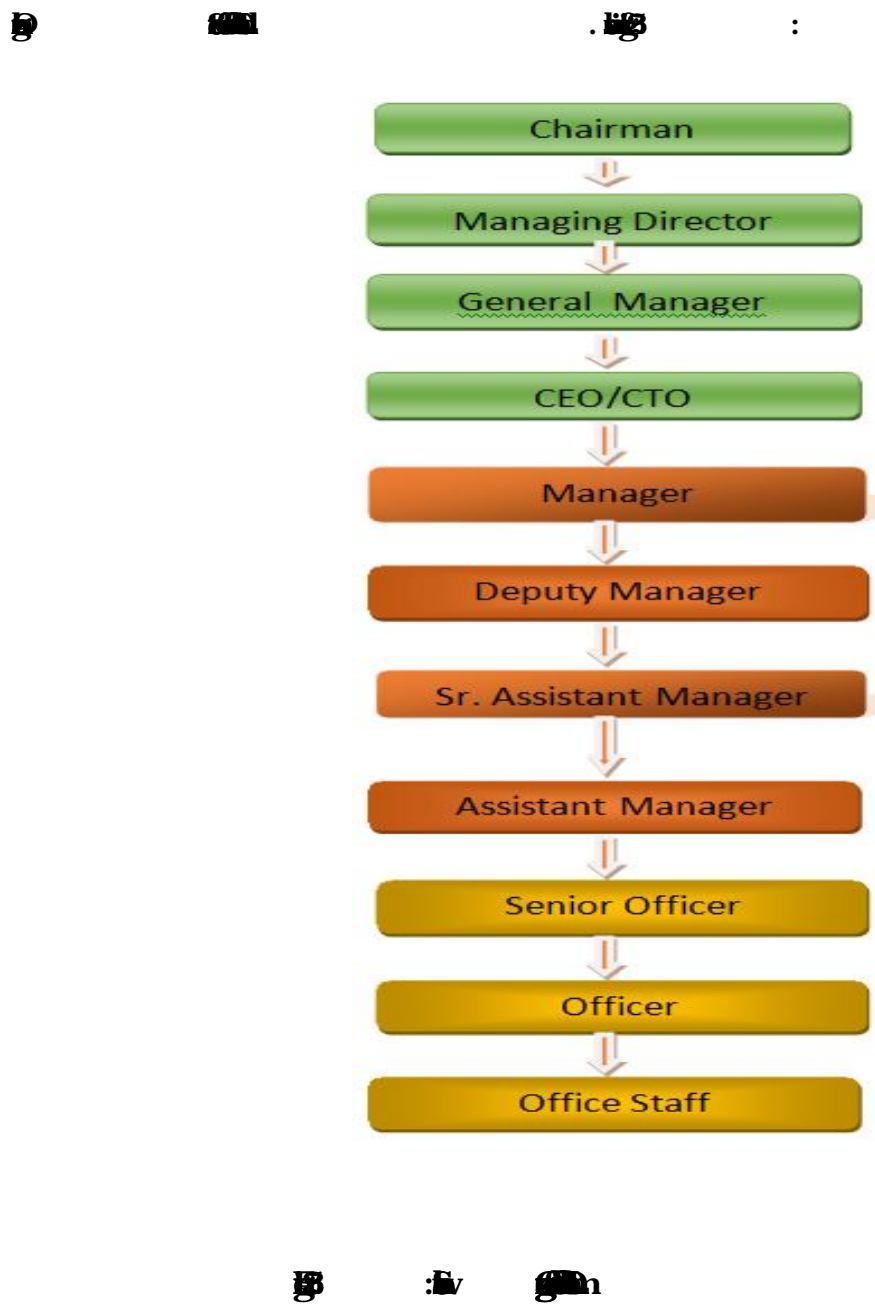 Chairman
Managing Director
General Manager
CEO/CTO
Manager
Deputy Manager
Sr. Assistant Manager
Assistant Manager
Senior Officer
Officer
Office Staff